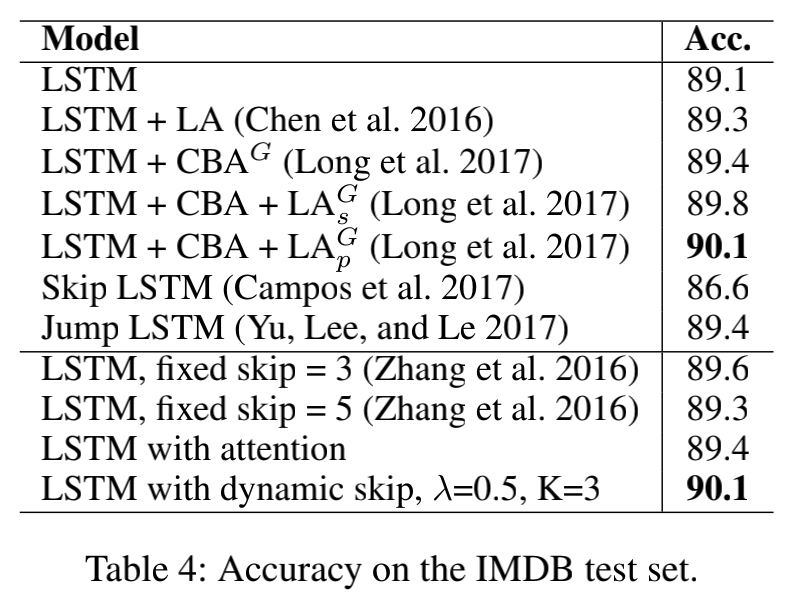 Model Acc.
LSTM 89.1
LSTM + LA (Chen et al. 2016) 89.3
LSTM + CBA^G (Long et al. 2017) 89.4
LSTM + CBA + LA_s^G (Long et al. 2017) 89.8
LSTM + CBA + LA_p^G (Long et al. 2017) 90.1
Skip LSTM (Campos et al. 2017) 86.6
Jump LSTM (Yu, Lee, and Le 2017) 89.4
LSTM, fixed skip = 3 (Zhang et al. 2016) 89.6
LSTM, fixed skip = 5 (Zhang et al. 2016) 89.3
LSTM with attention 89.4
LSTM with dynamic skip, λ=0.5, K=3 90.1
Table 4: Accuracy on the IMDB test set.